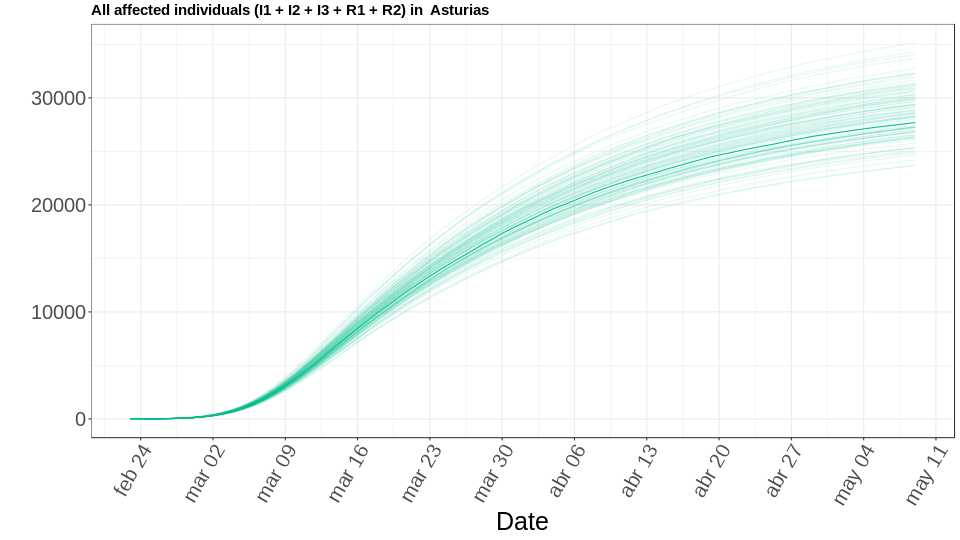 All affected individuals (I1 + I2 + I3 + R1 + R2) in  Asturias
30000
20000
10000
0
feb 24
mar 02
mar 09
mar 16
mar 23
mar 30
abr 06
abr 13
abr 20
abr 27
may 04
may 11
Date